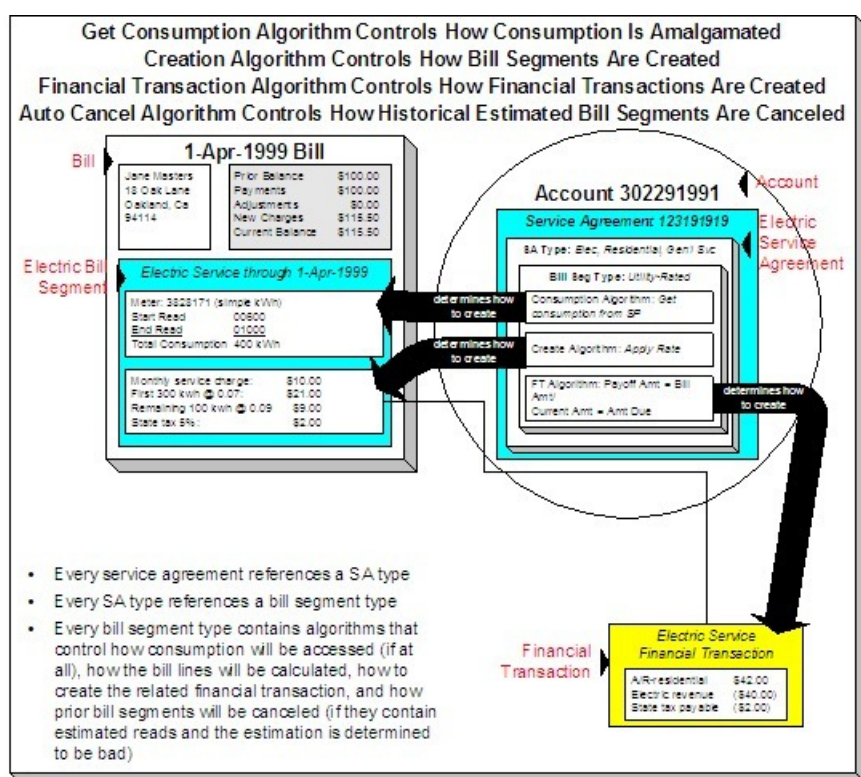 Get Consumption Algorithm Controls How Consumption Is Amalgamated
Creation Algorithm Controls How Bill Segments Are Created
Financial Transaction Algorithm Controls How Financial Transactions Are Created
Auto Cancel Algorithm Controls How Historical Estimated Bill Segments Are Canceled
Bill
1-Apr-1999 Bill
Jane Masters
18 Oak Lane
Oakland, Ca
94114
Prior Balance $100.00
Payments $100.00
Adjustments $0.00
New Charges $115.50
Current Balance $115.50
Electric Bill
Segment
Electric Service through 1-Apr-1999
Meter: 3828171 (simple kWh)
Start Read 00600
End Read 01000
Total Consumption 400 kWh
Monthly service charge: $10.00
First 300 kwh @ 0.07: $21.00
Remaining 100 kwh @ 0.09 $9.00
State tax 5%: $2.00
Account
Account 302291991
Service Agreement 123191919
Electric
Service
Agreement
SA Type: Elec, Residential Genl Svc
Bill Seg Type: Utility-Rated
determines how
to create
Consumption Algorithm: Get
consumption from SP
determines how
to create
Create Algorithm: Apply Rate
FT Algorithm: Payoff Amt = Bill
Amt/
Current Amt = Amt Due
determines how
to create
• Every service agreement references a SA type
• Every SA type references a bill segment type
• Every bill segment type contains algorithms that
control how consumption will be accessed (if at
all), how the bill lines will be calculated, how to
create the related financial transaction, and how
prior bill segments will be canceled (if they contain
estimated reads and the estimation is determined
to be bad)
Financial
Transaction
Electric Service
Financial Transaction
A/R-residential $42.00
Electric revenue ($40.00)
State tax payable ($2.00)